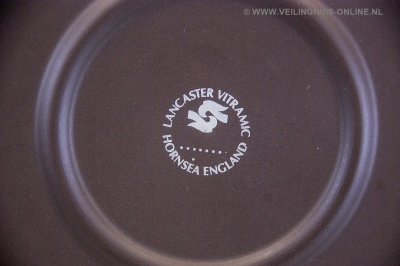 © WWW.VEILINGHUIS-ONLINE.NL
LANCASTER VITRAMIC
HORNSEA ENGLAND